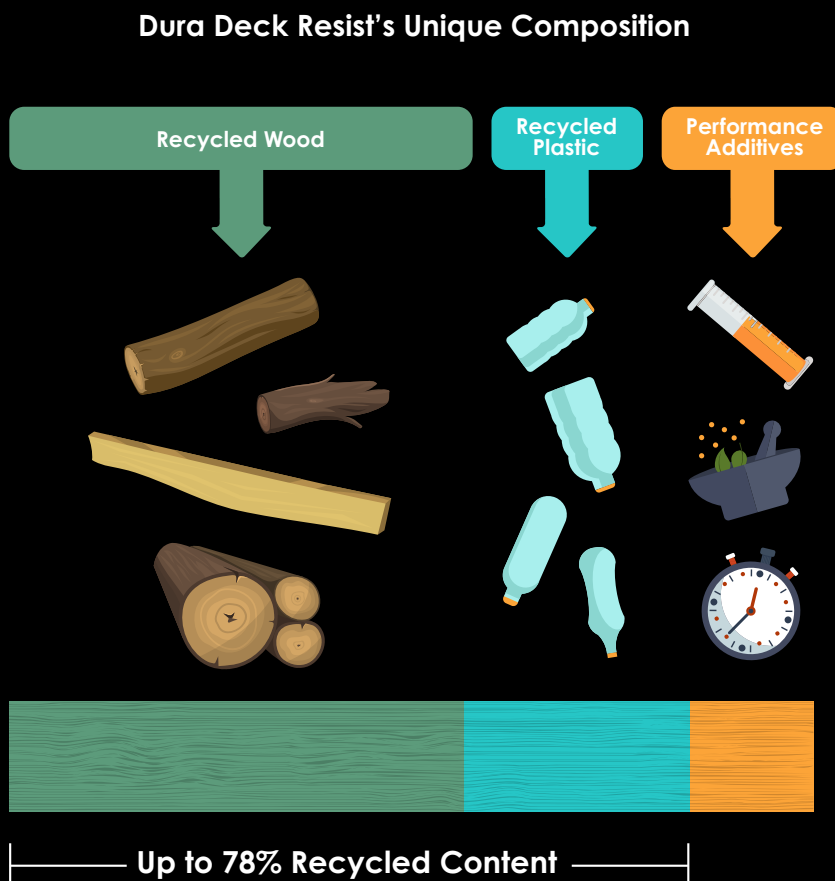 Dura Deck Resist’s Unique Composition
Recycled Wood
Recycled
Plastic
Performance
Additives
Up to 78% Recycled Content